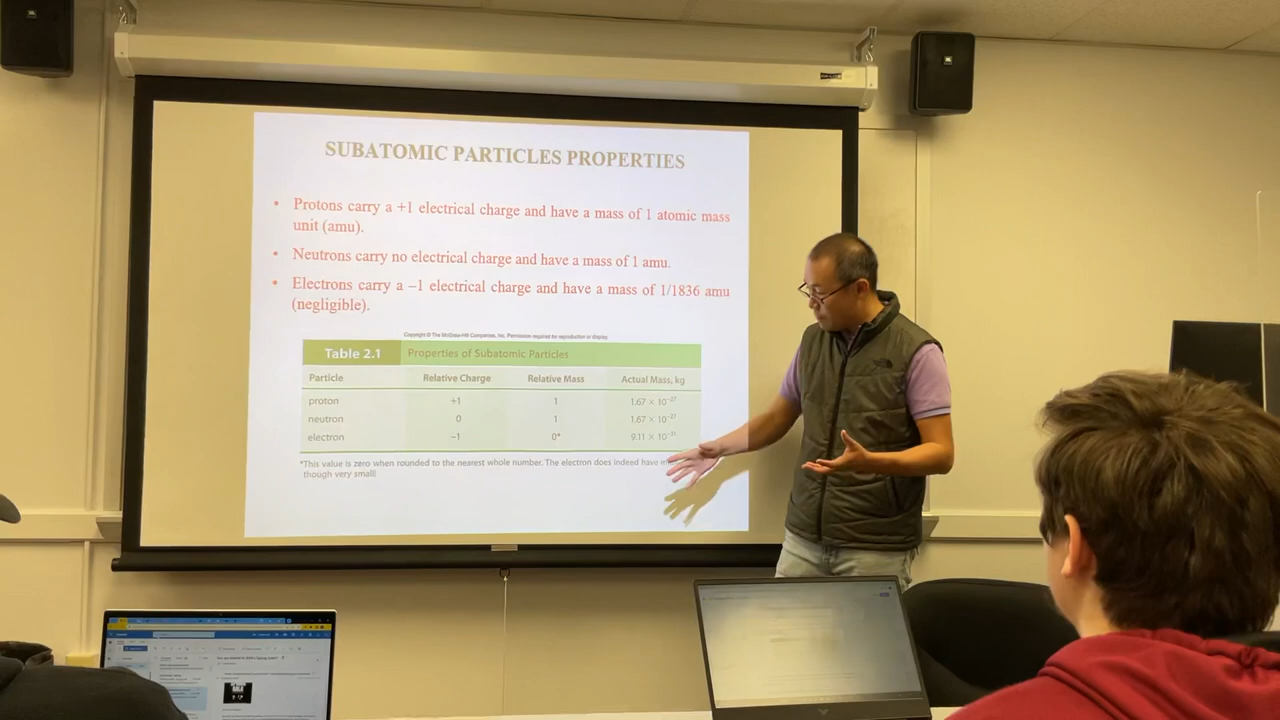 SUBATOMIC PARTICLES PROPERTIES
• Protons carry a +1 electrical charge and have a mass of 1 atomic mass
unit (amu).
• Neutrons carry no electrical charge and have a mass of 1 amu.
• Electrons carry a –1 electrical charge and have a mass of 1/1836 amu
(negligible).
Copyright © The McGraw-Hill Companies, Inc. Permission required for reproduction or display.
Table 2.1 Properties of Subatomic Particles
Particle Relative Charge Relative Mass Actual Mass, kg
proton +1 1 1.67 × 10⁻²⁷
neutron 0 1 1.67 × 10⁻²⁷
electron –1 0* 9.11 × 10⁻³¹
*This value is zero when rounded to the nearest whole number. The electron does indeed have
though very small!
JBL